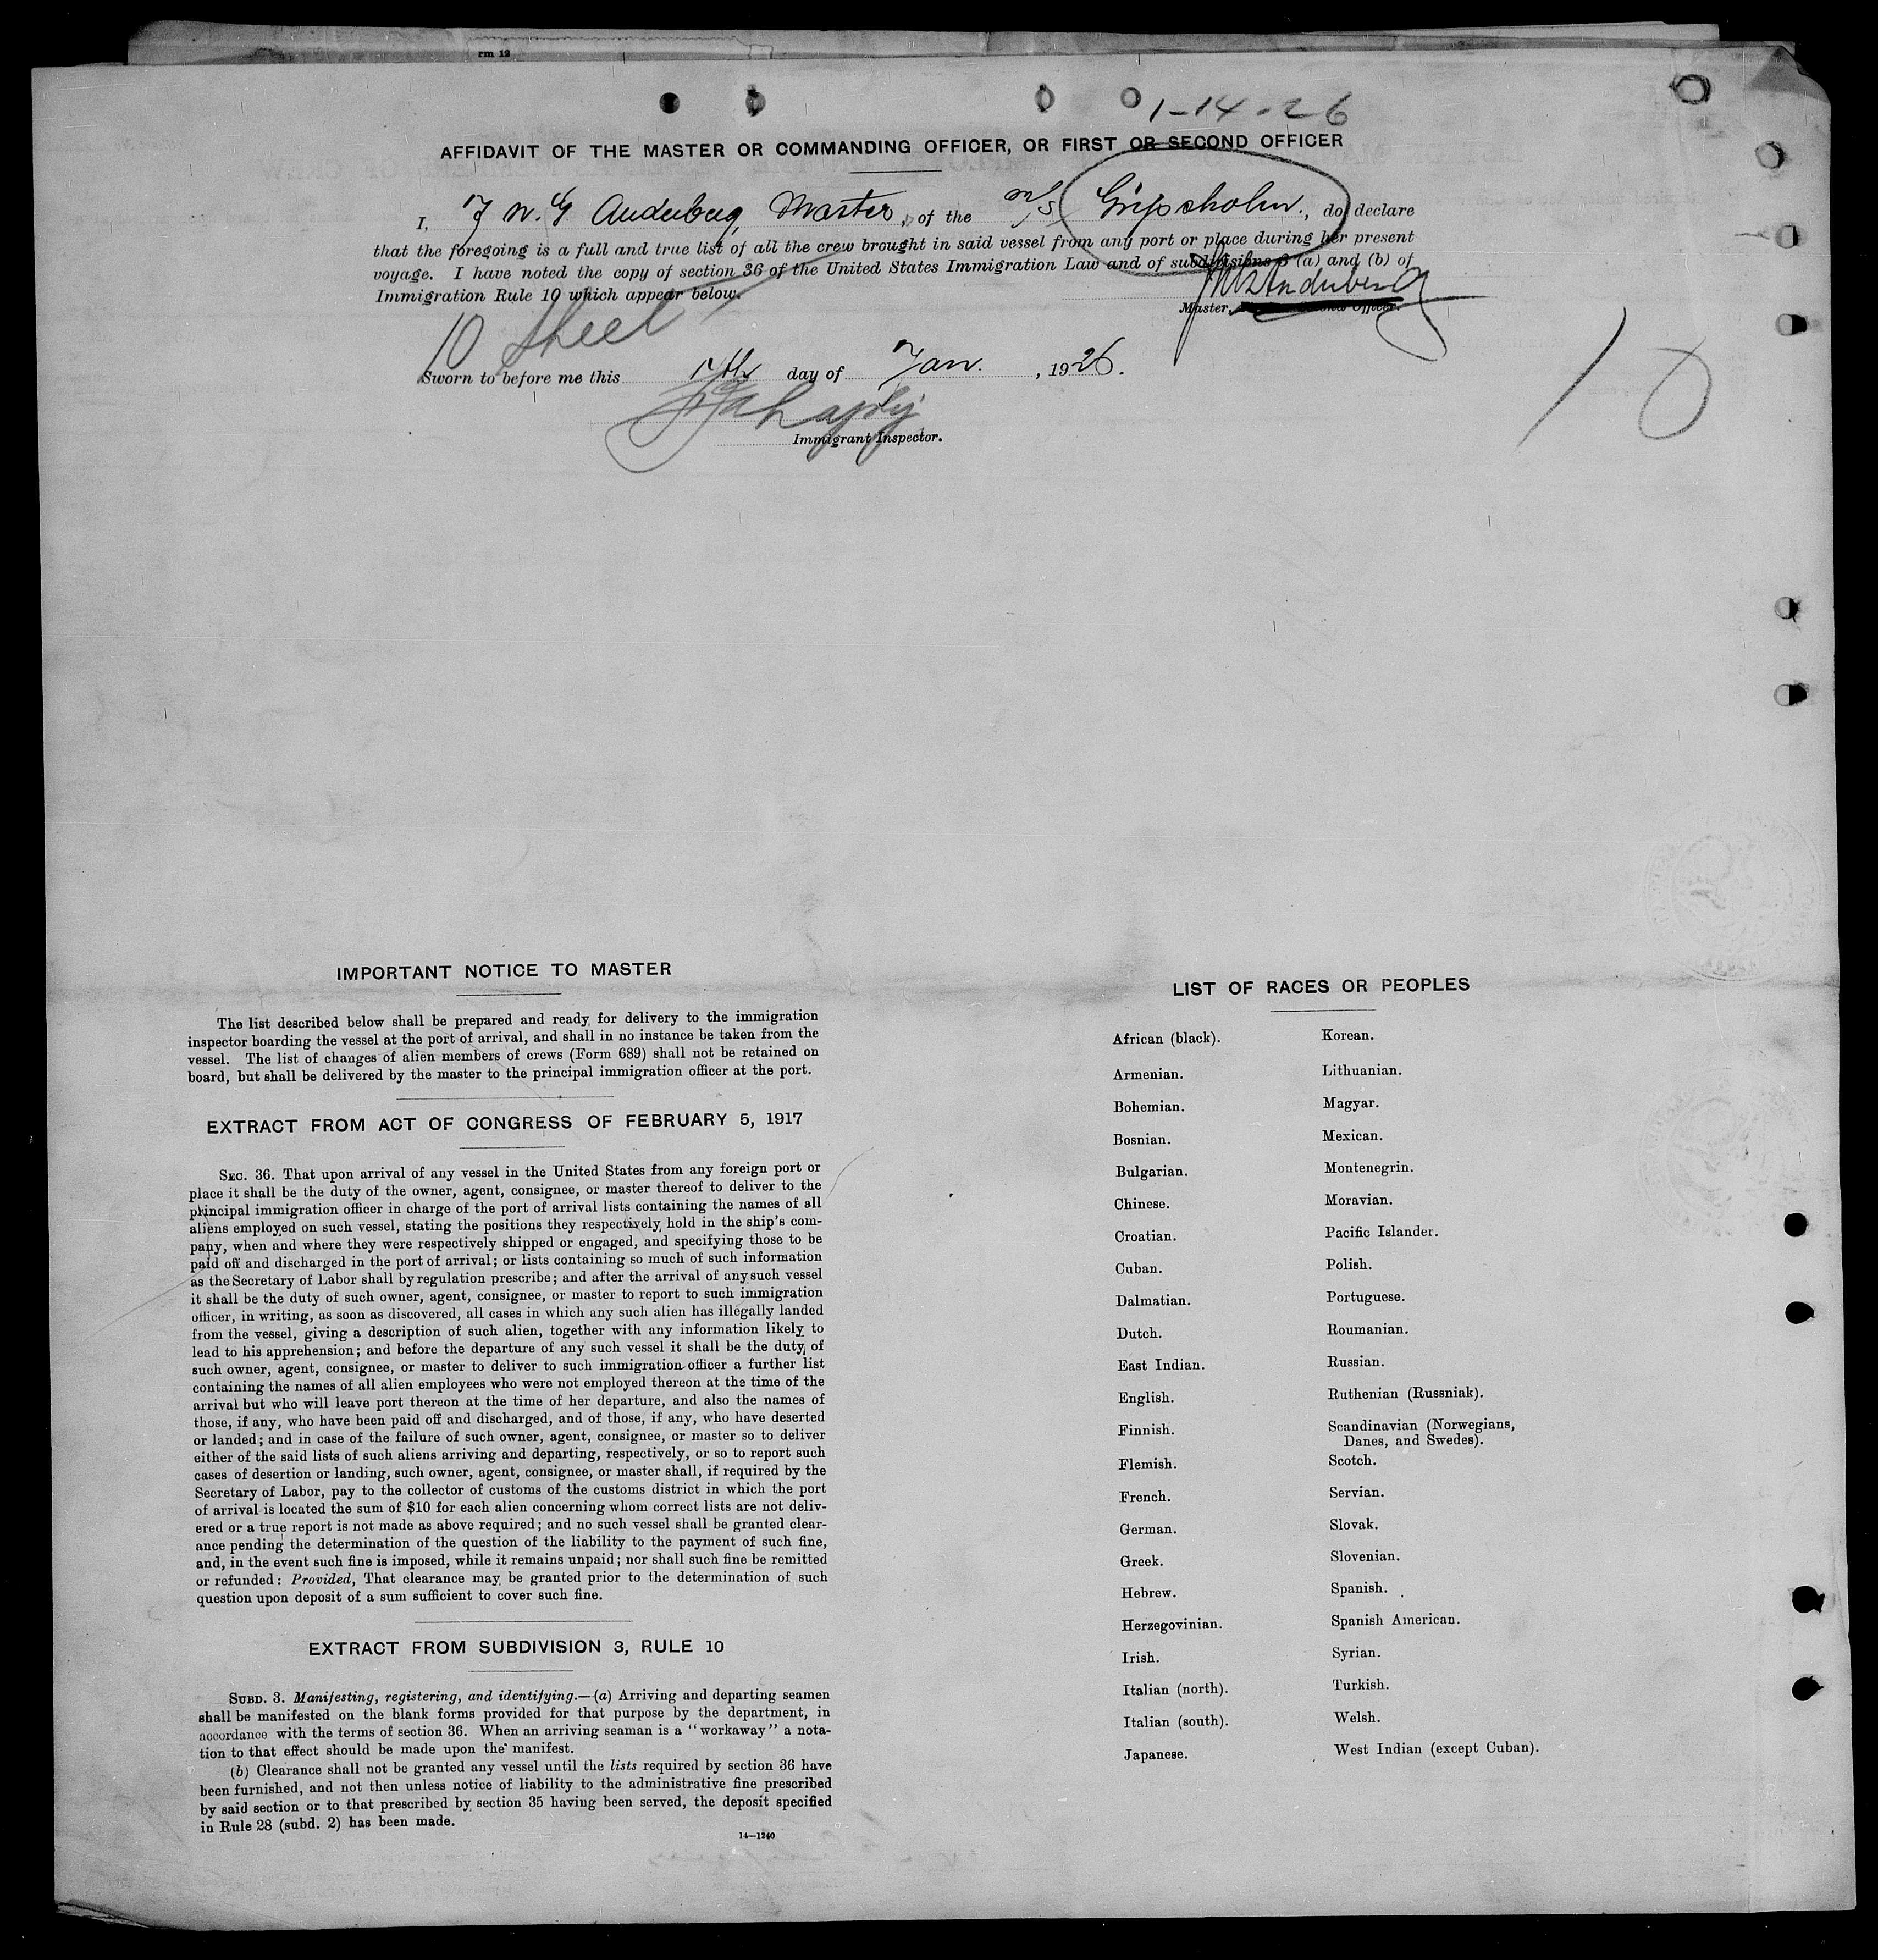 rm 12
1-14-26
AFFIDAVIT OF THE MASTER OR COMMANDING OFFICER, OR FIRST OR SECOND OFFICER
I, J W. G Anderberg, Master, of the M/S Gripsholm., do declare
that the foregoing is a full and true list of all the crew brought in said vessel from any port or place during her present
voyage. I have noted the copy of section 36 of the United States Immigration Law and of subdivisions 3 (a) and (b) of
Immigration Rule 10 which appear below.
Anderberg
Master,
10 sheet
10
Sworn to before me this day of Jan. , 1926.
Immigrant Inspector.
IMPORTANT NOTICE TO MASTER
The list described below shall be prepared and ready for delivery to the immigration
inspector boarding the vessel at the port of arrival, and shall in no instance be taken from the
vessel. The list of changes of alien members of crews (Form 689) shall not be retained on
board, but shall be delivered by the master to the principal immigration officer at the port.
EXTRACT FROM ACT OF CONGRESS OF FEBRUARY 5, 1917
SEC. 36. That upon arrival of any vessel in the United States from any foreign port or
place it shall be the duty of the owner, agent, consignee, or master thereof to deliver to the
principal immigration officer in charge of the port of arrival lists containing the names of all
aliens employed on such vessel, stating the positions they respectively hold in the ship's com-
pany, when and where they were respectively shipped or engaged, and specifying those to be
paid off and discharged in the port of arrival; or lists containing so much of such information
as the Secretary of Labor shall by regulation prescribe; and after the arrival of any such vessel
it shall be the duty of such owner, agent, consignee, or master to report to such immigration
officer, in writing, as soon as discovered, all cases in which any such alien has illegally landed
from the vessel, giving a description of such alien, together with any information likely to
lead to his apprehension; and before the departure of any such vessel it shall be the duty of
such owner, agent, consignee, or master to deliver to such immigration officer a further list
containing the names of all alien employees who were not employed thereon at the time of the
arrival but who will leave port thereon at the time of her departure, and also the names of
those, if any, who have been paid off and discharged, and of those, if any, who have deserted
or landed; and in case of the failure of such owner, agent, consignee, or master so to deliver
either of the said lists of such aliens arriving and departing, respectively, or so to report such
cases of desertion or landing, such owner, agent, consignee, or master shall, if required by the
Secretary of Labor, pay to the collector of customs of the customs district in which the port
of arrival is located the sum of $10 for each alien concerning whom correct lists are not deliv-
ered or a true report is not made as above required; and no such vessel shall be granted clear-
ance pending the determination of the question of the liability to the payment of such fine,
and, in the event such fine is imposed, while it remains unpaid; nor shall such fine be remitted
or refunded: Provided, That clearance may be granted prior to the determination of such
question upon deposit of a sum sufficient to cover such fine.
EXTRACT FROM SUBDIVISION 3, RULE 10
SUBD. 3. Manifesting, registering, and identifying.—(a) Arriving and departing seamen
shall be manifested on the blank forms provided for that purpose by the department, in
accordance with the terms of section 36. When an arriving seaman is a "workaway" a nota-
tion to that effect should be made upon the manifest.
(b) Clearance shall not be granted any vessel until the lists required by section 36 have
been furnished, and not then unless notice of liability to the administrative fine prescribed
by said section or to that prescribed by section 35 having been served, the deposit specified
in Rule 28 (subd. 2) has been made.
14—1240
LIST OF RACES OR PEOPLES
African (black).
Armenian.
Bohemian.
Bosnian.
Bulgarian.
Chinese.
Croatian.
Cuban.
Dalmatian.
Dutch.
East Indian.
English.
Finnish.
Flemish.
French.
German.
Greek.
Hebrew.
Herzegovinian.
Irish.
Italian (north).
Italian (south).
Japanese.
Korean.
Lithuanian.
Magyar.
Mexican.
Montenegrin.
Moravian.
Pacific Islander.
Polish.
Portuguese.
Roumanian.
Russian.
Ruthenian (Russniak).
Scandinavian (Norwegians,
Danes, and Swedes).
Scotch.
Servian.
Slovak.
Slovenian.
Spanish.
Spanish American.
Syrian.
Turkish.
Welsh.
West Indian (except Cuban).